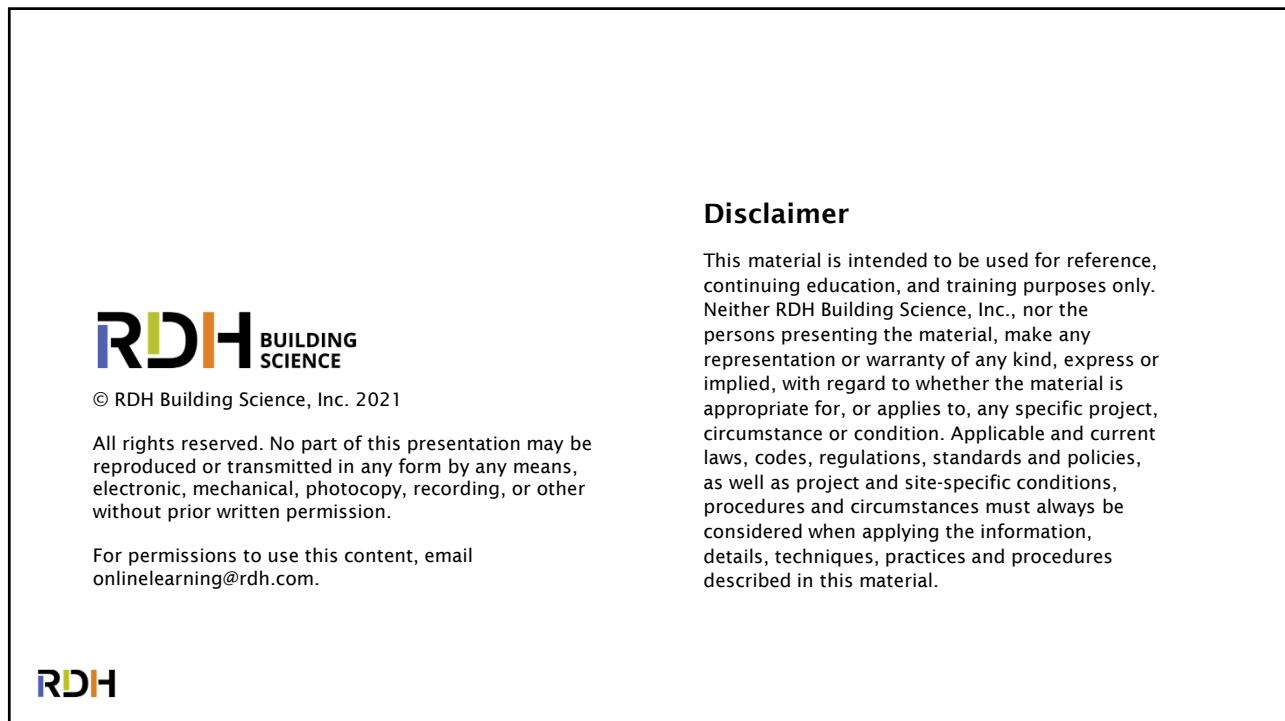 RDH BUILDING
SCIENCE
© RDH Building Science, Inc. 2021
All rights reserved. No part of this presentation may be
reproduced or transmitted in any form by any means,
electronic, mechanical, photocopy, recording, or other
without prior written permission.
For permissions to use this content, email
onlinelearning@rdh.com.
Disclaimer
This material is intended to be used for reference,
continuing education, and training purposes only.
Neither RDH Building Science, Inc., nor the
persons presenting the material, make any
representation or warranty of any kind, express or
implied, with regard to whether the material is
appropriate for, or applies to, any specific project,
circumstance or condition. Applicable and current
laws, codes, regulations, standards and policies,
as well as project and site-specific conditions,
procedures and circumstances must always be
considered when applying the information,
details, techniques, practices and procedures
described in this material.
RDH